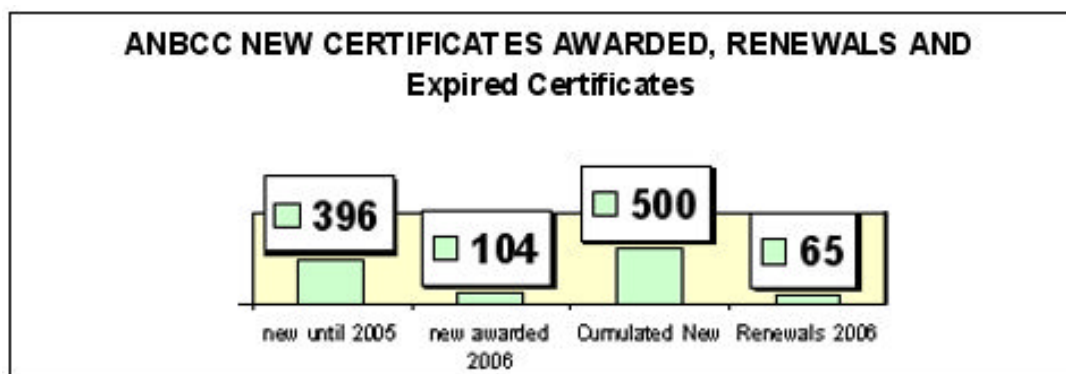 ANBCC NEW CERTIFICATES AWARDED, RENEWALS AND
Expired Certificates
396
104
500
65
new until 2005
new awarded
2006
Cumulated New
Renewals 2006